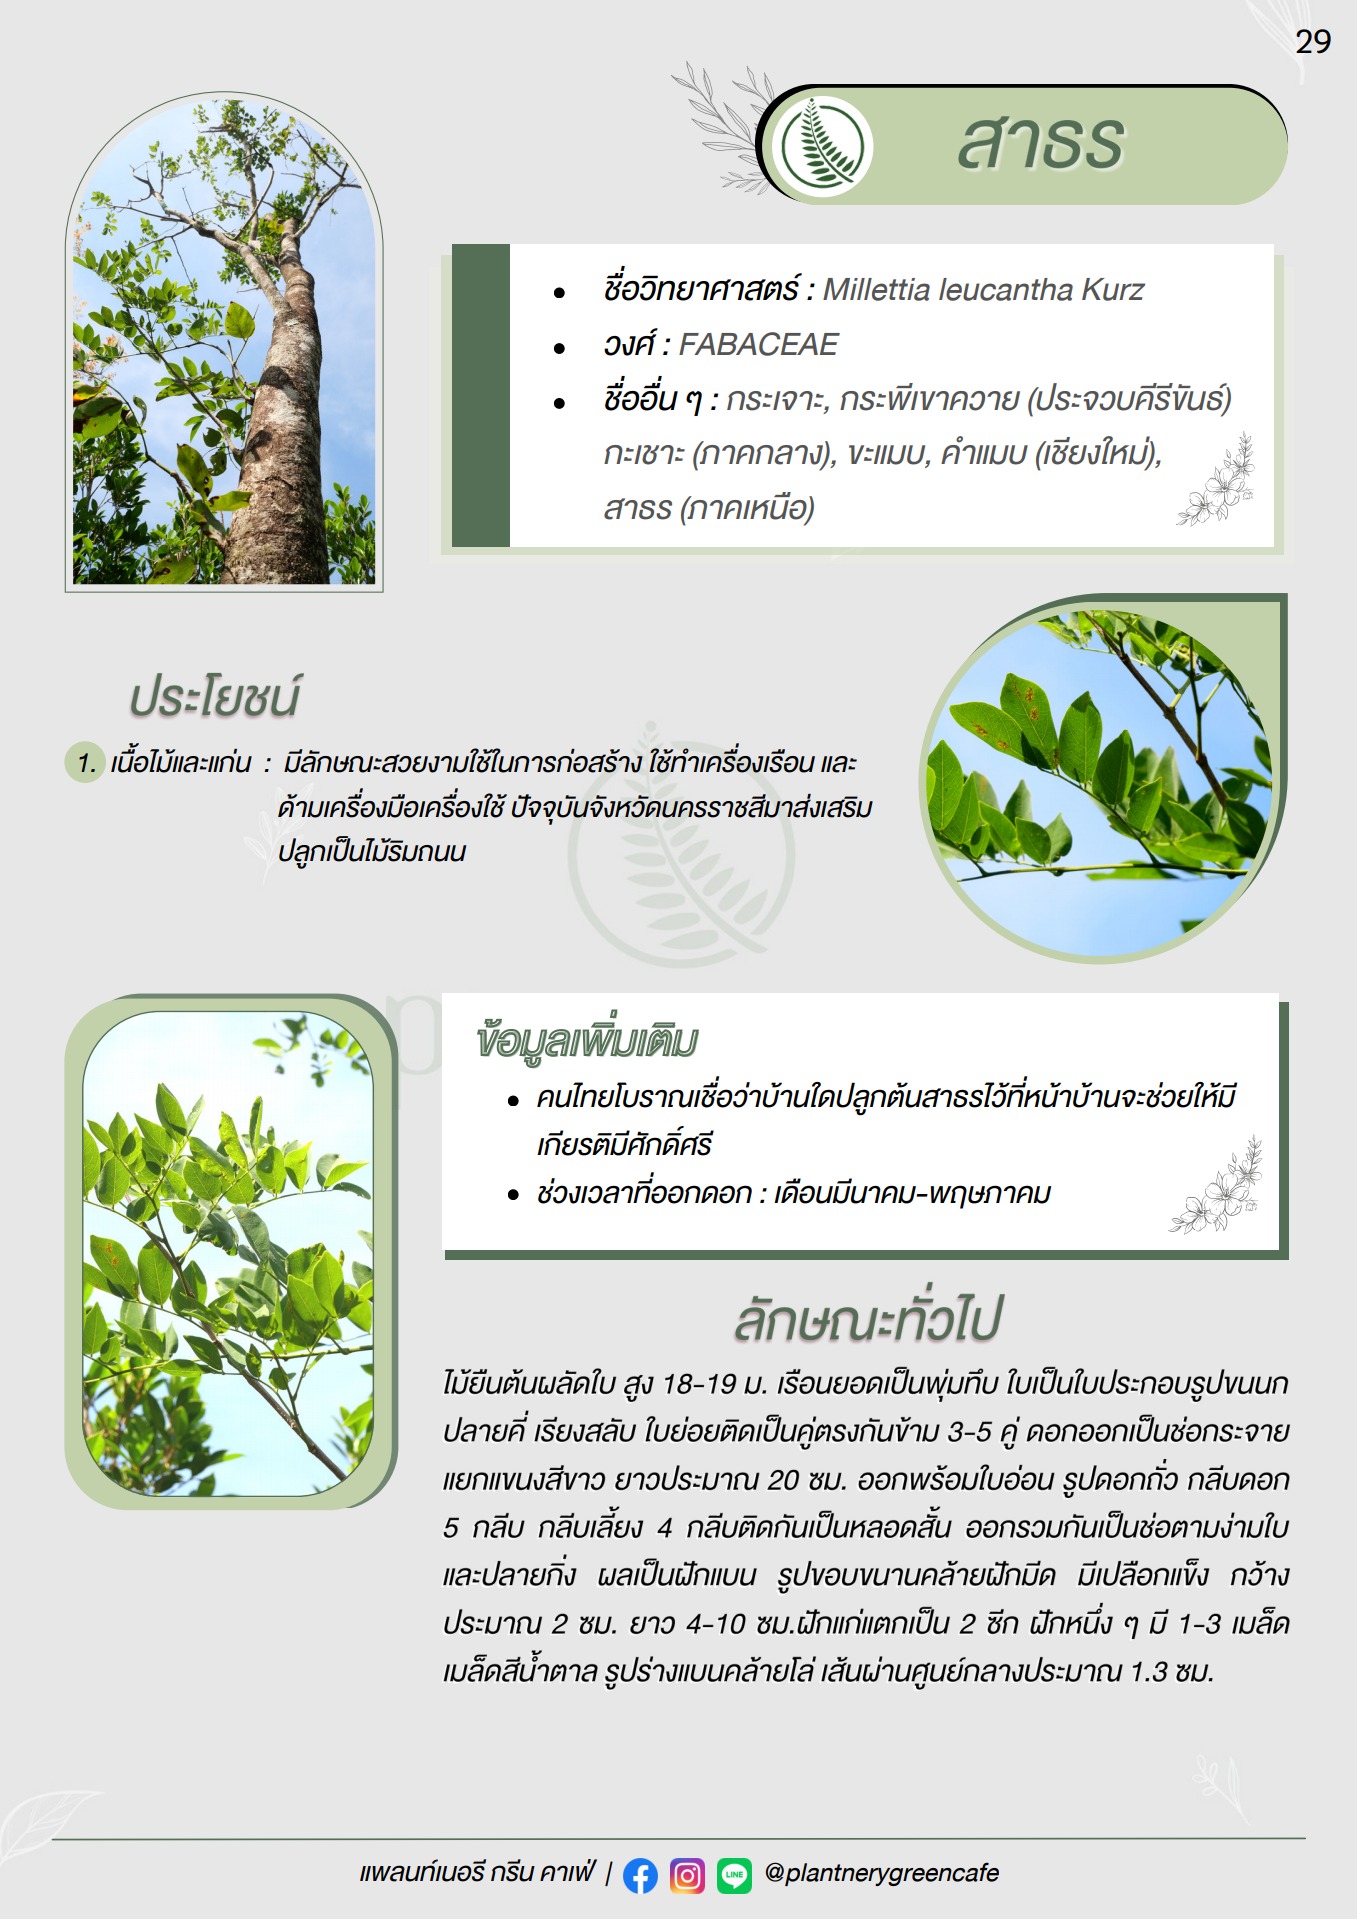 29
สาธร
• ชื่อวิทยาศาสตร์ : Millettia leucantha Kurz
• วงศ์ : FABACEAE
• ชื่ออื่น ๆ : กระเจาะ, กระพีเขาควาย (ประจวบคีรีขันธ์)
กะเชาะ (ภาคกลาง), ขะแมบ, คำแมบ (เชียงใหม่),
สาธร (ภาคเหนือ)
ประโยชน์
1. เนื้อไม้และแก่น : มีลักษณะสวยงามใช้ในการก่อสร้าง ใช้ทำเครื่องเรือน และ
ด้ามเครื่องมือเครื่องใช้ ปัจจุบันจังหวัดนครราชสีมาส่งเสริม
ปลูกเป็นไม้ริมถนน
ข้อมูลเพิ่มเติม
• คนไทยโบราณเชื่อว่าบ้านใดปลูกต้นสาธรไว้ที่หน้าบ้านจะช่วยให้มี
เกียรติมีศักดิ์ศรี
• ช่วงเวลาที่ออกดอก : เดือนมีนาคม-พฤษภาคม
ลักษณะทั่วไป
ไม้ยืนต้นผลัดใบ สูง 18-19 ม. เรือนยอดเป็นพุ่มทึบ ใบเป็นใบประกอบรูปขนนก
ปลายคี่ เรียงสลับ ใบย่อยติดเป็นคู่ตรงกันข้าม 3-5 คู่ ดอกออกเป็นช่อกระจาย
แยกแขนงสีขาว ยาวประมาณ 20 ซม. ออกพร้อมใบอ่อน รูปดอกถั่ว กลีบดอก
5 กลีบ กลีบเลี้ยง 4 กลีบติดกันเป็นหลอดสั้น ออกรวมกันเป็นช่อตามง่ามใบ
และปลายกิ่ง ผลเป็นฝักแบน รูปขอบขนานคล้ายฝักมีด มีเปลือกแข็ง กว้าง
ประมาณ 2 ซม. ยาว 4-10 ซม.ฝักแก่แตกเป็น 2 ซีก ฝักหนึ่ง ๆ มี 1-3 เมล็ด
เมล็ดสีน้ำตาล รูปร่างแบนคล้ายโล่ เส้นผ่านศูนย์กลางประมาณ 1.3 ซม.
แพลนท์เนอรี กรีน คาเฟ่ | LINE @plantnerygreencafe